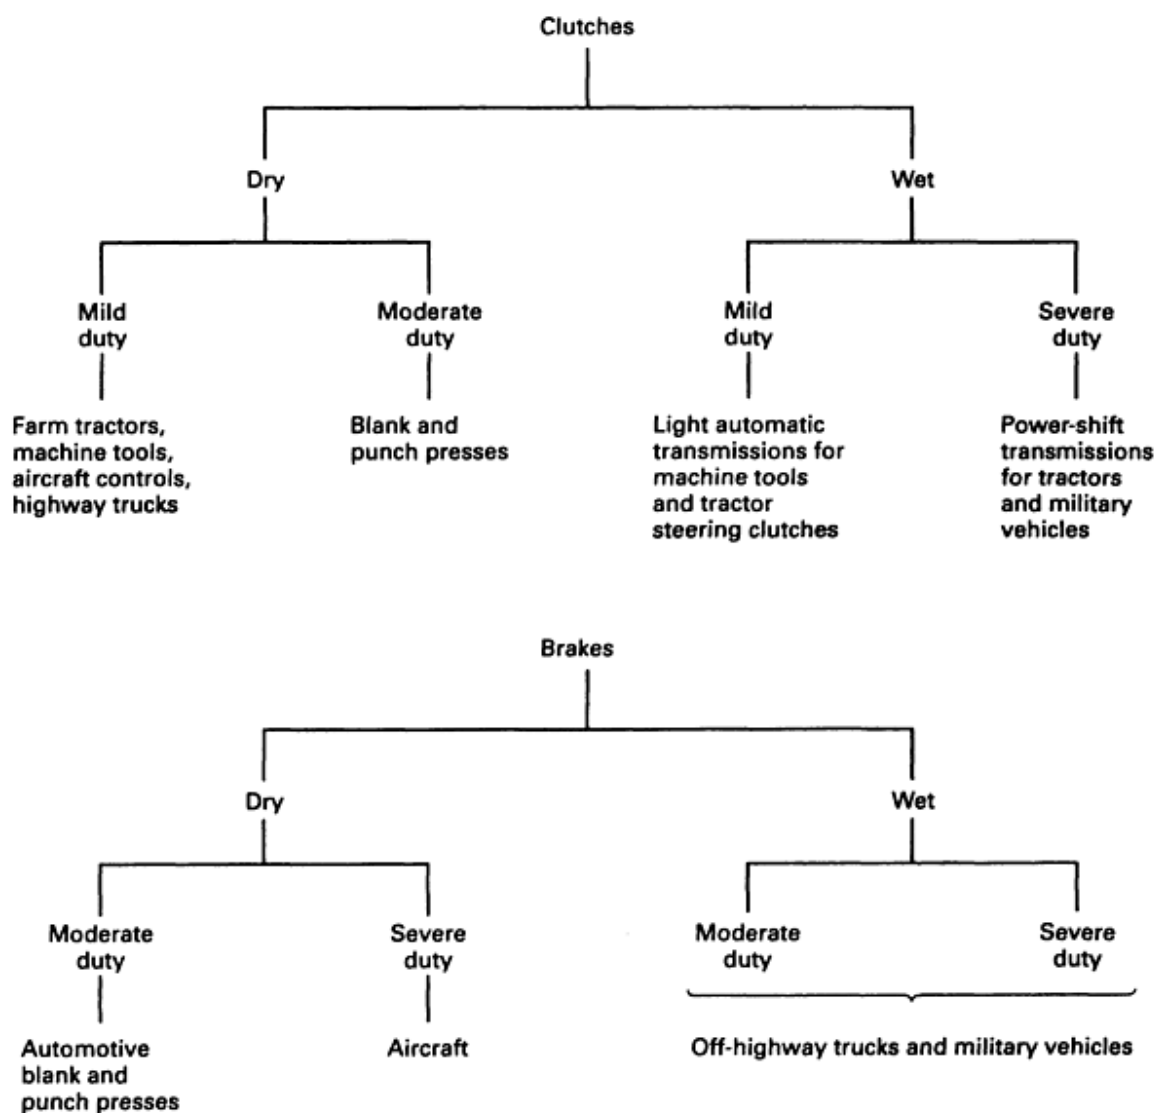 Clutches
Dry
Wet
Mild
duty
Moderate
duty
Mild
duty
Severe
duty
Farm tractors,
machine tools,
aircraft controls,
highway trucks
Blank and
punch presses
Light automatic
transmissions for
machine tools
and tractor
steering clutches
Power-shift
transmissions
for tractors
and military
vehicles
Brakes
Dry
Wet
Moderate
duty
Severe
duty
Moderate
duty
Severe
duty
Automotive
blank and
punch presses
Aircraft
Off-highway trucks and military vehicles